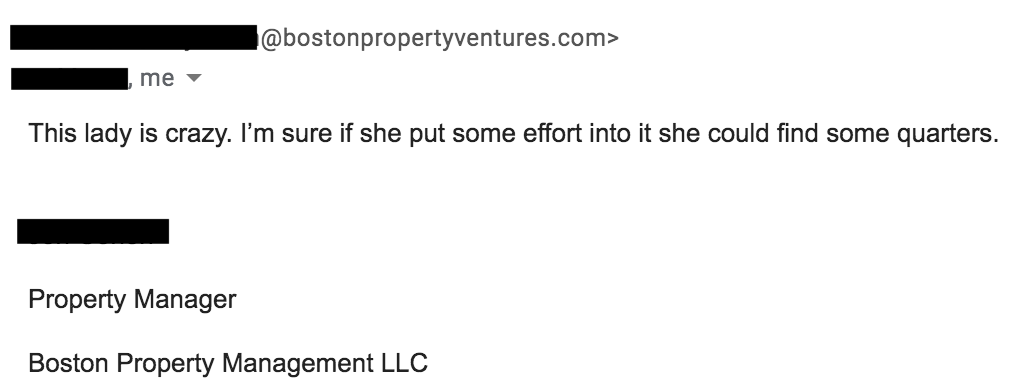 @bostonpropertyventures.com>
, me
This lady is crazy. I’m sure if she put some effort into it she could find some quarters.
Property Manager
Boston Property Management LLC